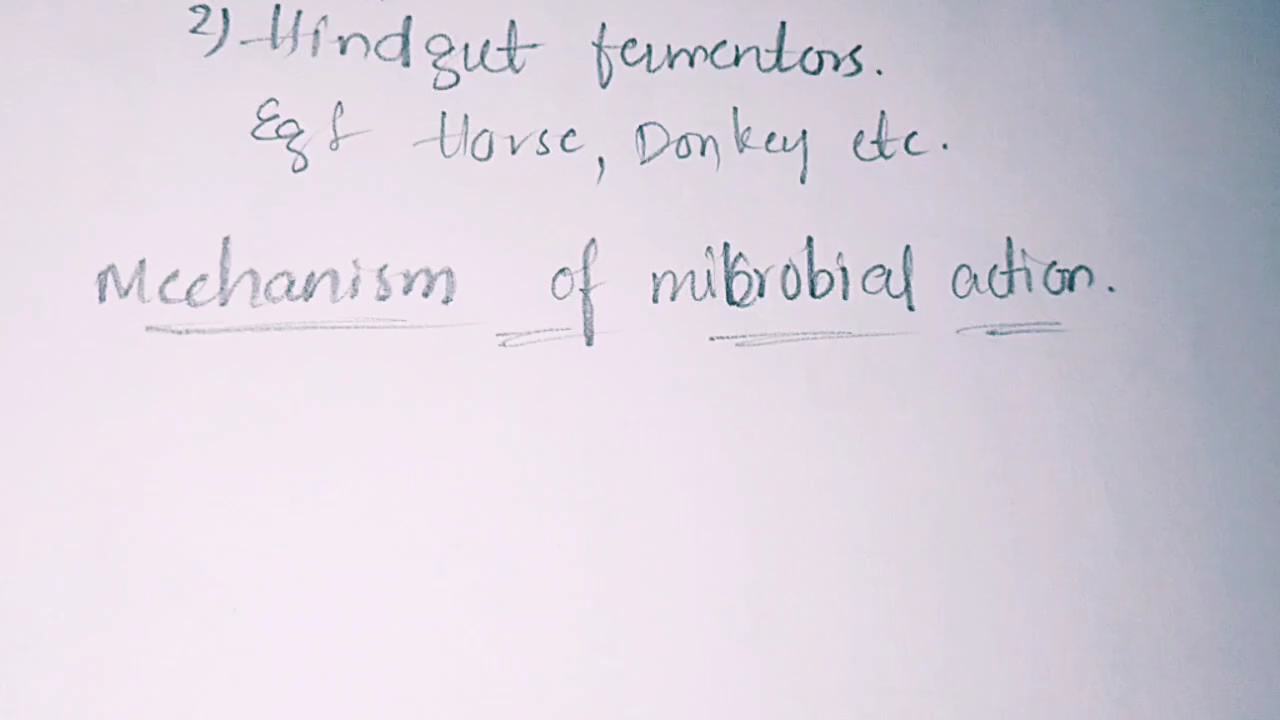 2) Hindgut fermentors.
Eg: Horse, Donkey etc.
Mechanism of mibrobial action.